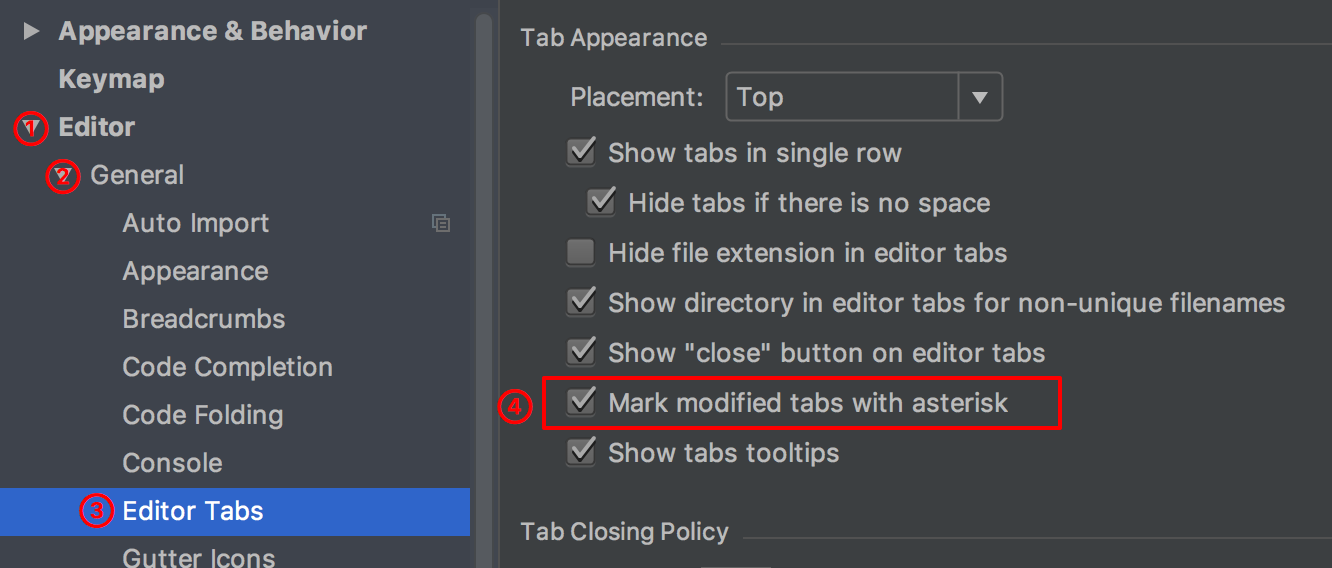 Appearance & Behavior
Keymap
① Editor
② General
Auto Import
Appearance
Breadcrumbs
Code Completion
Code Folding
Console
③ Editor Tabs
Gutter Icons
Tab Appearance
Placement: Top
Show tabs in single row
Hide tabs if there is no space
Hide file extension in editor tabs
Show directory in editor tabs for non-unique filenames
Show "close" button on editor tabs
④ Mark modified tabs with asterisk
Show tabs tooltips
Tab Closing Policy